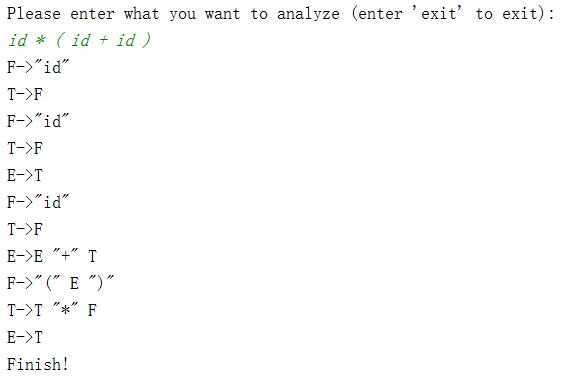 Please enter what you want to analyze (enter 'exit' to exit):
id * ( id + id )
F->"id"
T->F
F->"id"
T->F
E->T
F->"id"
T->F
E->E "+" T
F->"(" E ")"
T->T "*" F
E->T
Finish!